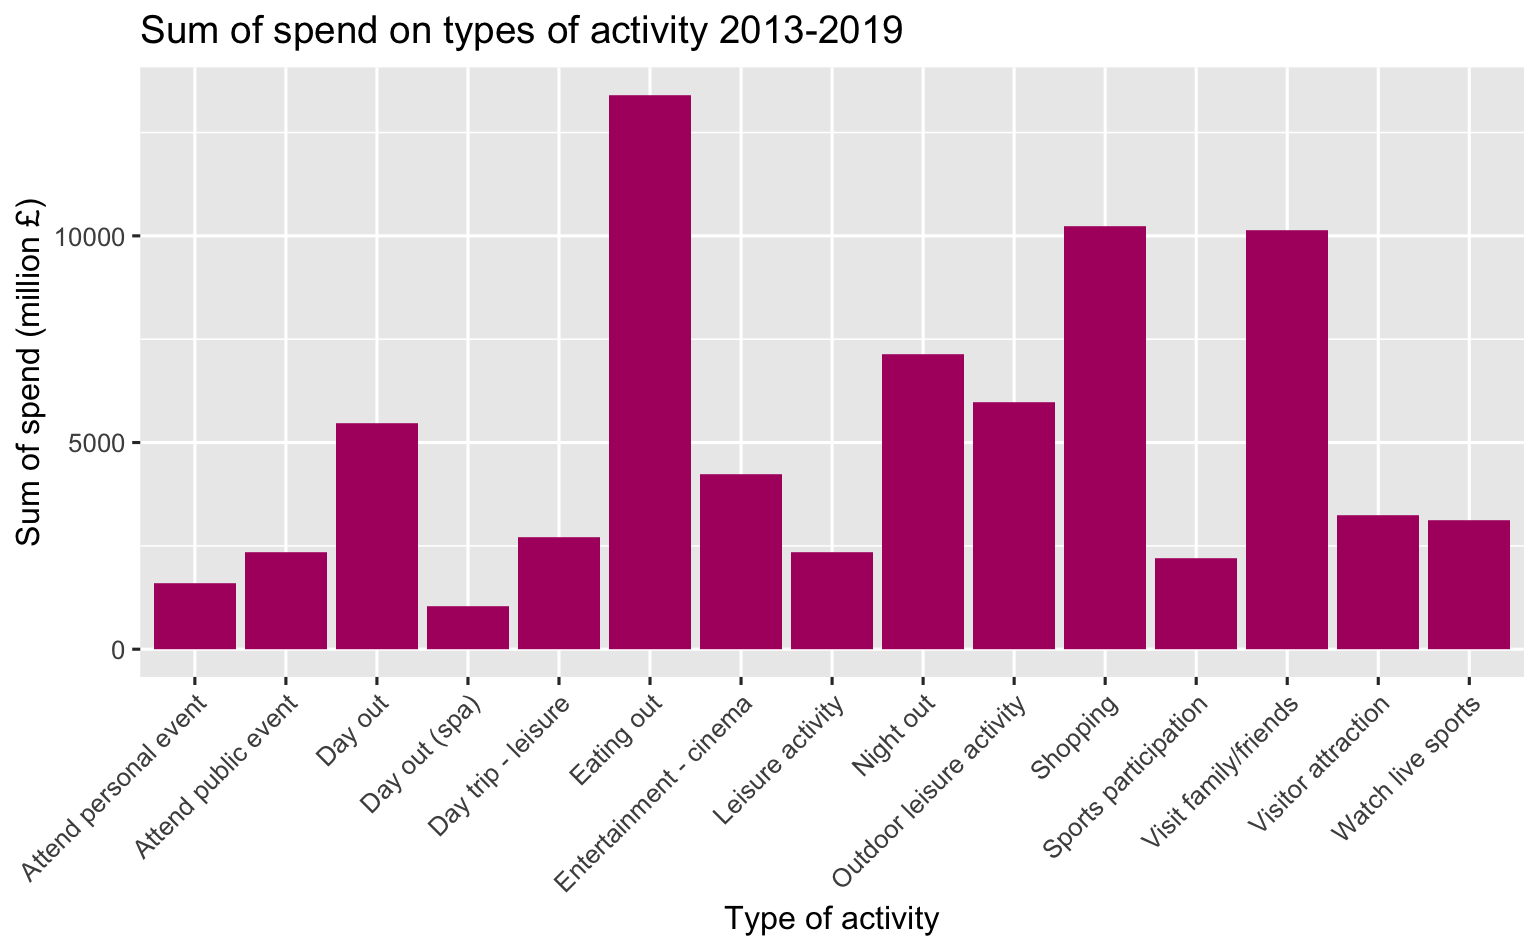 Sum of spend on types of activity 2013-2019
Sum of spend (million £)
10000
5000
0
Attend personal event
Attend public event
Day out
Day out (spa)
Day trip - leisure
Eating out
Entertainment - cinema
Leisure activity
Night out
Outdoor leisure activity
Shopping
Sports participation
Visit family/friends
Visitor attraction
Watch live sports
Type of activity